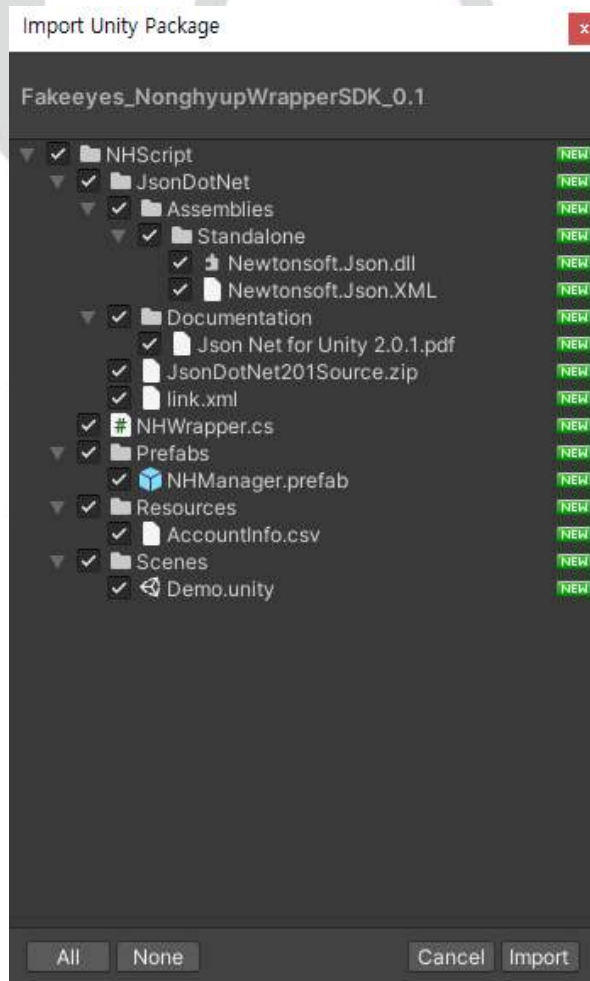 Import Unity Package
x
Fakeeyes_NonghyupWrapperSDK_0.1
NHScript NEW
JsonDotNet NEW
Assemblies NEW
Standalone NEW
Newtonsoft.Json.dll NEW
Newtonsoft.Json.XML NEW
Documentation NEW
Json Net for Unity 2.0.1.pdf NEW
JsonDotNet201Source.zip NEW
link.xml NEW
# NHWrapper.cs NEW
Prefabs NEW
NHManager.prefab NEW
Resources NEW
AccountInfo.csv NEW
Scenes NEW
Demo.unity NEW
All None Cancel Import